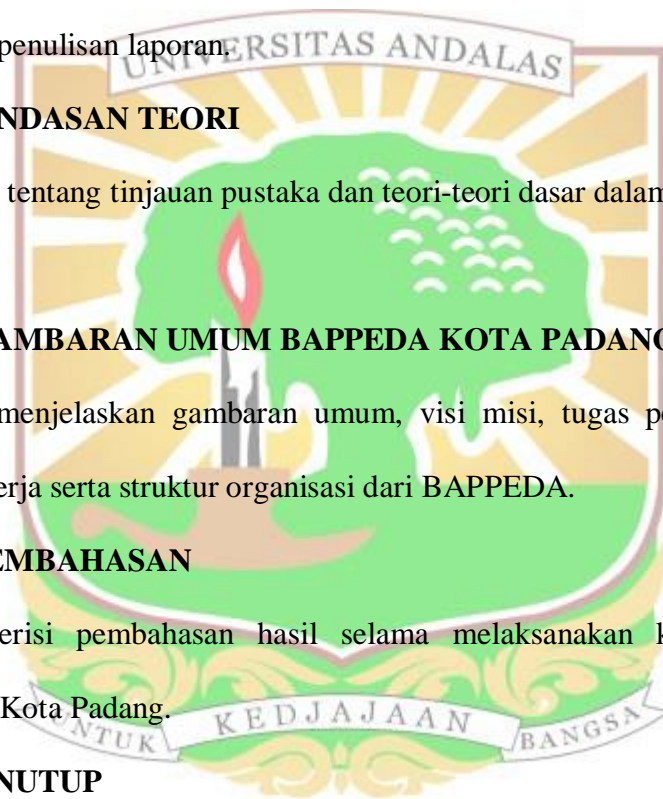 penulisan laporan.
UNIVERSITAS ANDALAS
NDASAN TEORI
tentang tinjauan pustaka dan teori-teori dasar dalam
AMBARAN UMUM BAPPEDA KOTA PADANG
menjelaskan gambaran umum, visi misi, tugas po
erja serta struktur organisasi dari BAPPEDA.
EMBAHASAN
erisi pembahasan hasil selama melaksanakan k
Kota Padang.
UNTUK KEDJAJAAN BANGSA
NUTUP